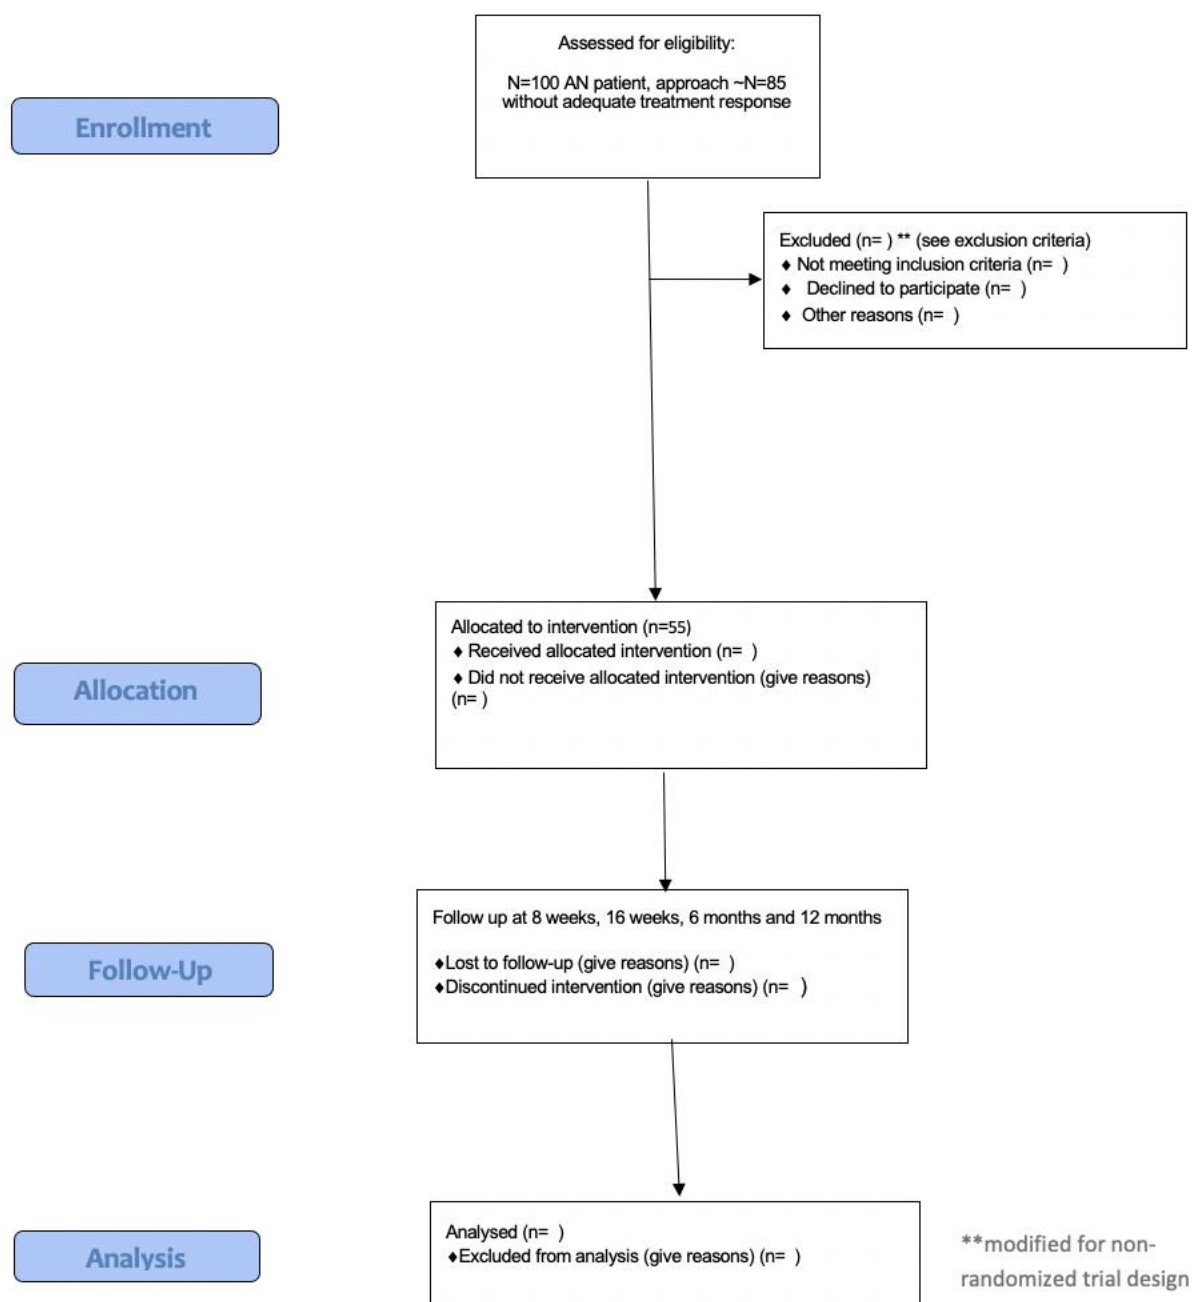 Assessed for eligibility:
N=100 AN patient, approach ~N=85
without adequate treatment response
Enrollment
Excluded (n= ) ** (see exclusion criteria)
♦ Not meeting inclusion criteria (n= )
♦ Declined to participate (n= )
♦ Other reasons (n= )
Allocated to intervention (n=55)
♦ Received allocated intervention (n= )
♦ Did not receive allocated intervention (give reasons)
(n= )
Allocation
Follow up at 8 weeks, 16 weeks, 6 months and 12 months
♦Lost to follow-up (give reasons) (n= )
♦Discontinued intervention (give reasons) (n= )
Follow-Up
Analysed (n= )
♦Excluded from analysis (give reasons) (n= )
Analysis
**modified for non-
randomized trial design